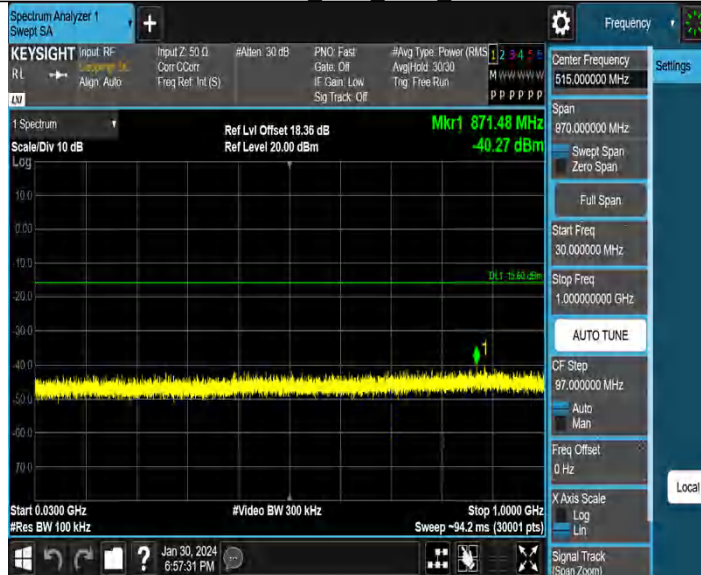 Spectrum Analyzer 1
Swept SA
+
Frequency
KEYSIGHT
RL
Input: RF
Align: Auto
Input Z: 50 Ω
Corr CCorr
Freq Ref: Int (S)
#Atten: 30 dB
PNO: Fast
Gate: Off
IF Gain: Low
Sig Track: Off
#Avg Type: Power (RMS
Avg|Hold: 30/30
Trig: Free Run
1 2 3 4 5 6
M W W W W W
P P P P P P
1 Spectrum
Scale/Div 10 dB
Log
Ref Lvl Offset 18.36 dB
Ref Level 20.00 dBm
Mkr1 871.48 MHz
-40.27 dBm
10.0
0.00
-10.0
-20.0
-30.0
-40.0
-50.0
-60.0
-70.0
DL1 -15.60 dBm
1
Start 0.0300 GHz
#Res BW 100 kHz
#Video BW 300 kHz
Stop 1.0000 GHz
Sweep ~94.2 ms (30001 pts)
?
Jan 30, 2024
6:57:31 PM
Center Frequency
515.000000 MHz
Span
970.000000 MHz
Swept Span
Zero Span
Full Span
Start Freq
30.000000 MHz
Stop Freq
1.000000000 GHz
AUTO TUNE
CF Step
97.000000 MHz
Auto
Man
Freq Offset
0 Hz
X Axis Scale
Log
Lin
Signal Track
(Span Zoom)
Settings
Local